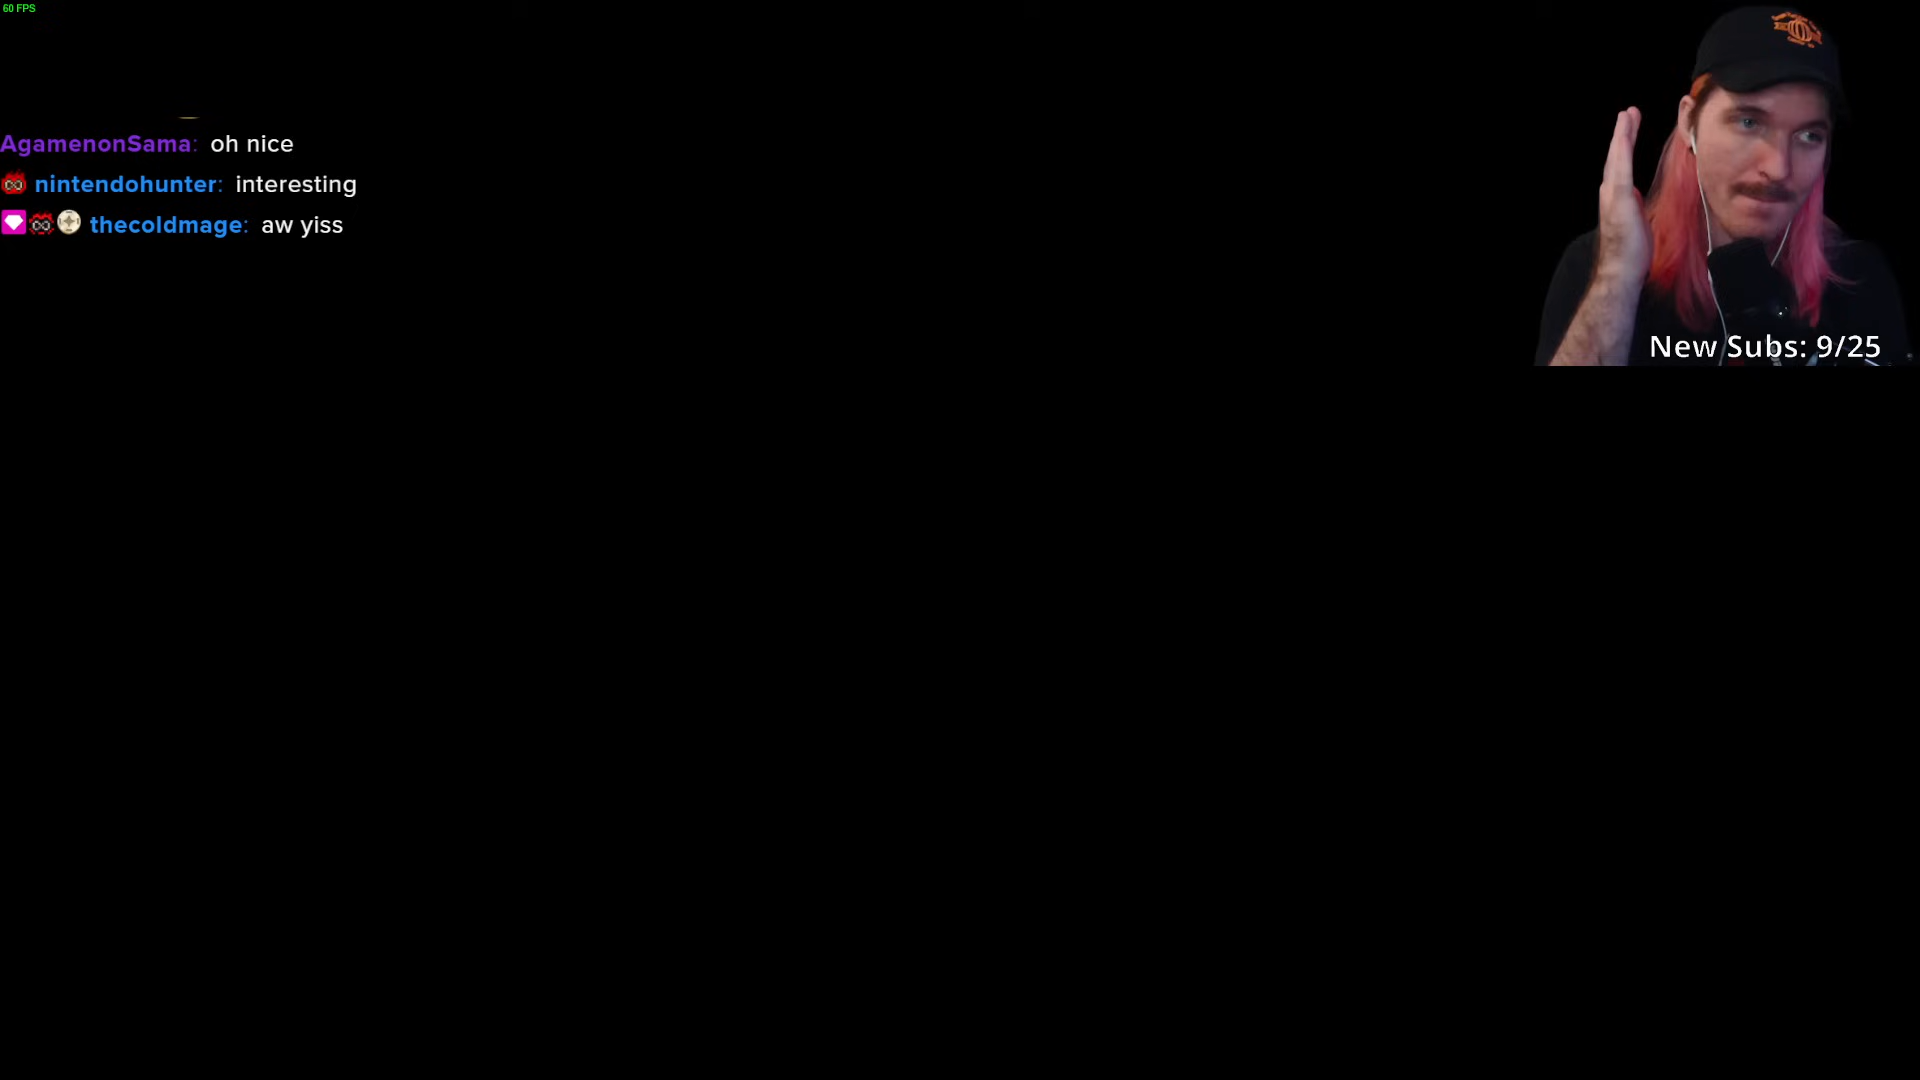 60 FPS
AgamenonSama: oh nice
nintendohunter: interesting
thecoldmage: aw yiss
New Subs: 9/25